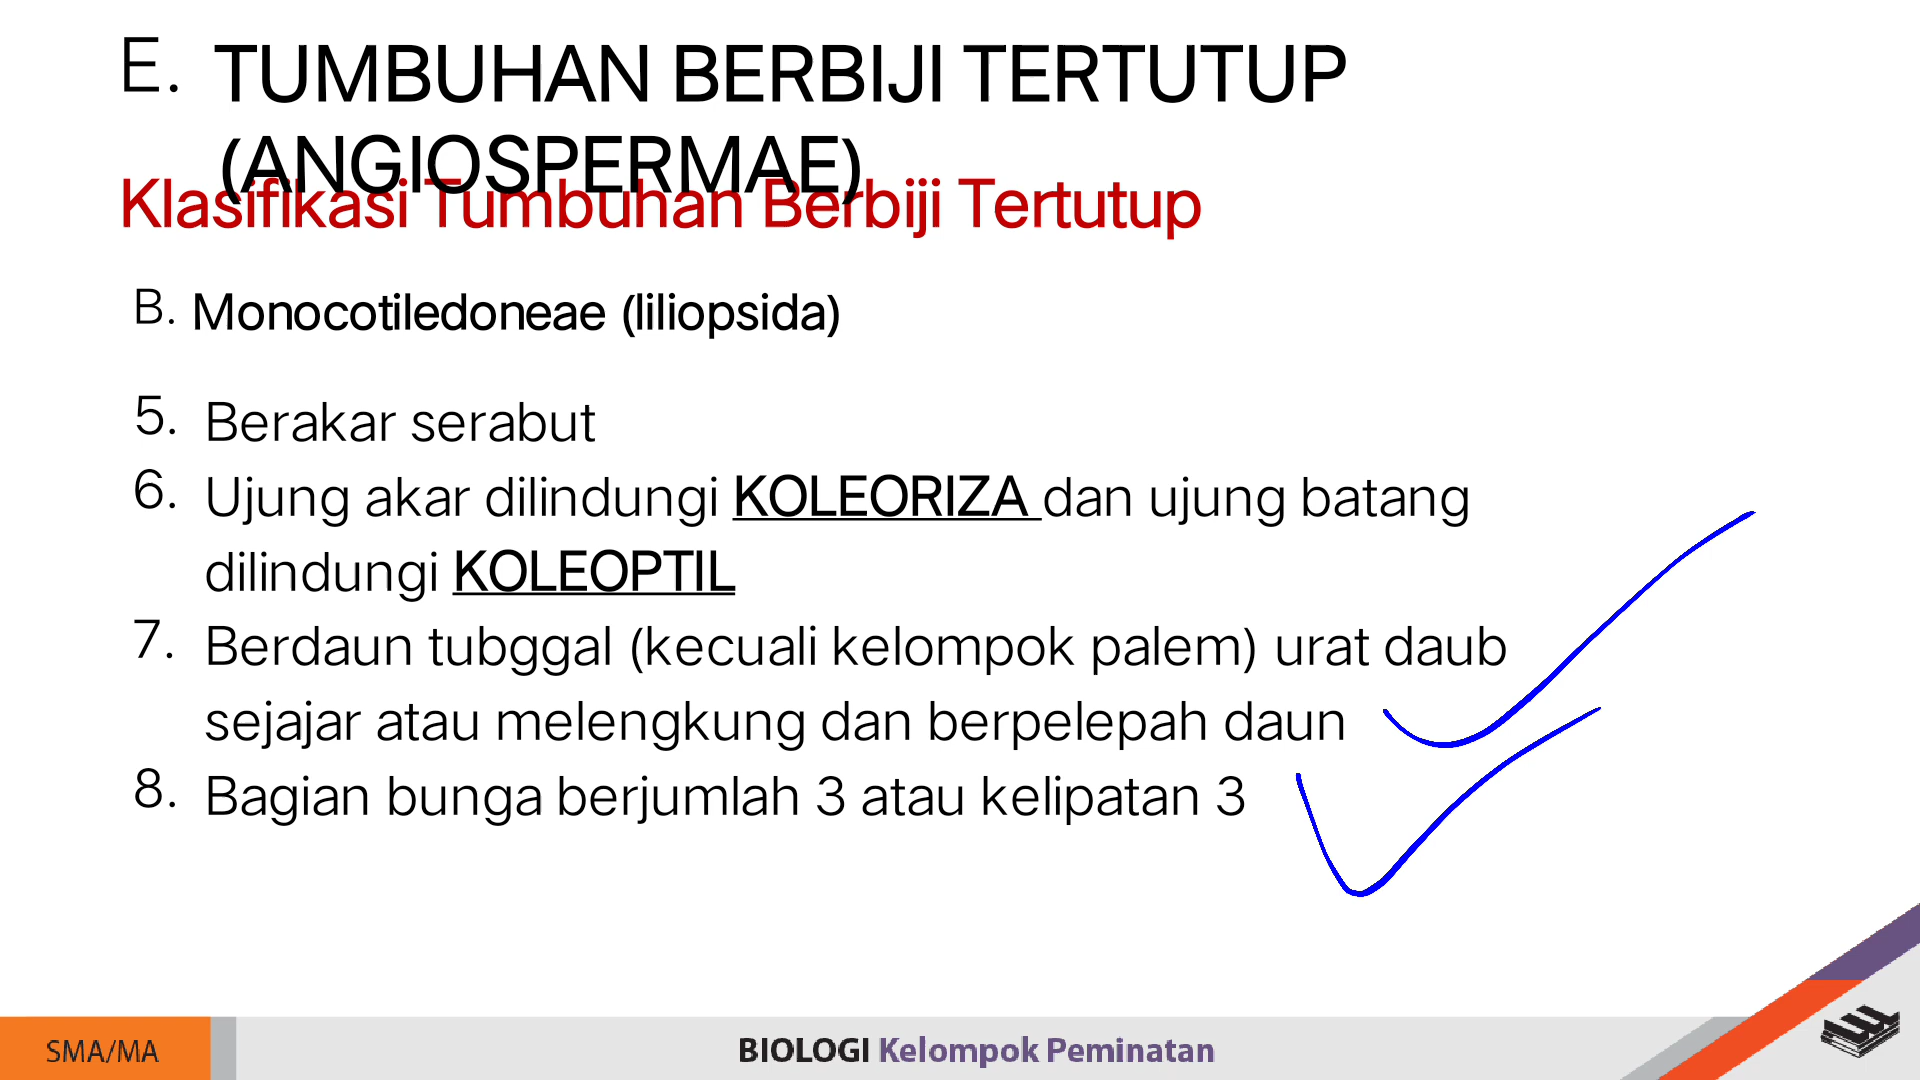 E. TUMBUHAN BERBIJI TERTUTUP
(ANGIOSPERMAE)
Klasifikasi Tumbuhan Berbiji Tertutup
B. Monocotiledoneae (liliopsida)
5. Berakar serabut
6. Ujung akar dilindungi KOLEORIZA dan ujung batang
dilindungi KOLEOPTIL
7. Berdaun tubggal (kecuali kelompok palem) urat daub
sejajar atau melengkung dan berpelepah daun
8. Bagian bunga berjumlah 3 atau kelipatan 3
SMA/MA
BIOLOGI Kelompok Peminatan